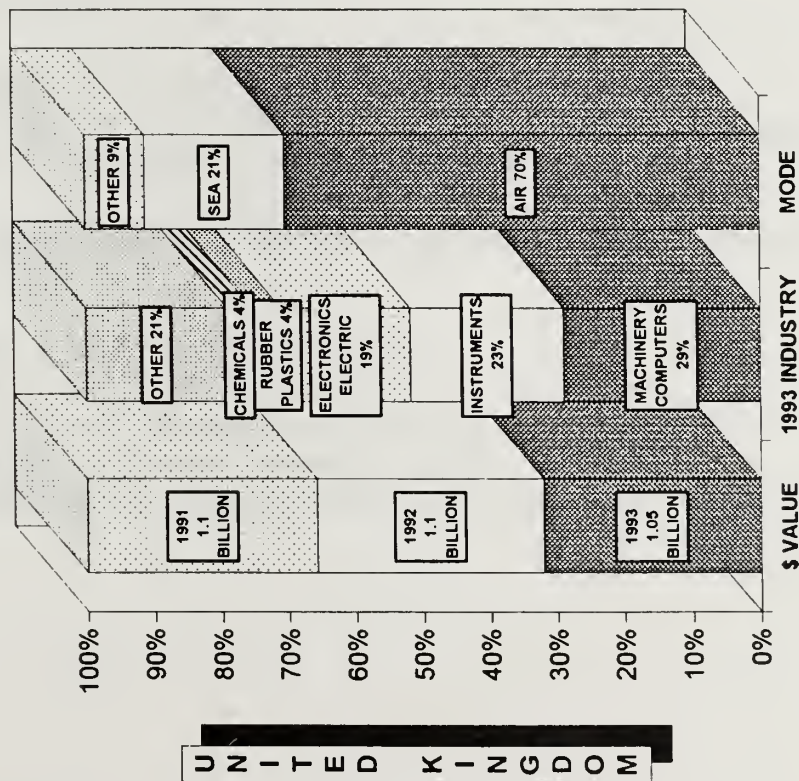 UNITED KINGDOM
100%
90%
80%
70%
60%
50%
40%
30%
20%
10%
0%
1991
1.1
BILLION
1992
1.1
BILLION
1993
1.05
BILLION
OTHER 21%
CHEMICALS 4%
RUBBER
PLASTICS 4%
ELECTRONICS
ELECTRIC
19%
INSTRUMENTS
23%
MACHINERY
COMPUTERS
29%
OTHER 9%
SEA 21%
AIR 70%
$ VALUE
1993 INDUSTRY
MODE